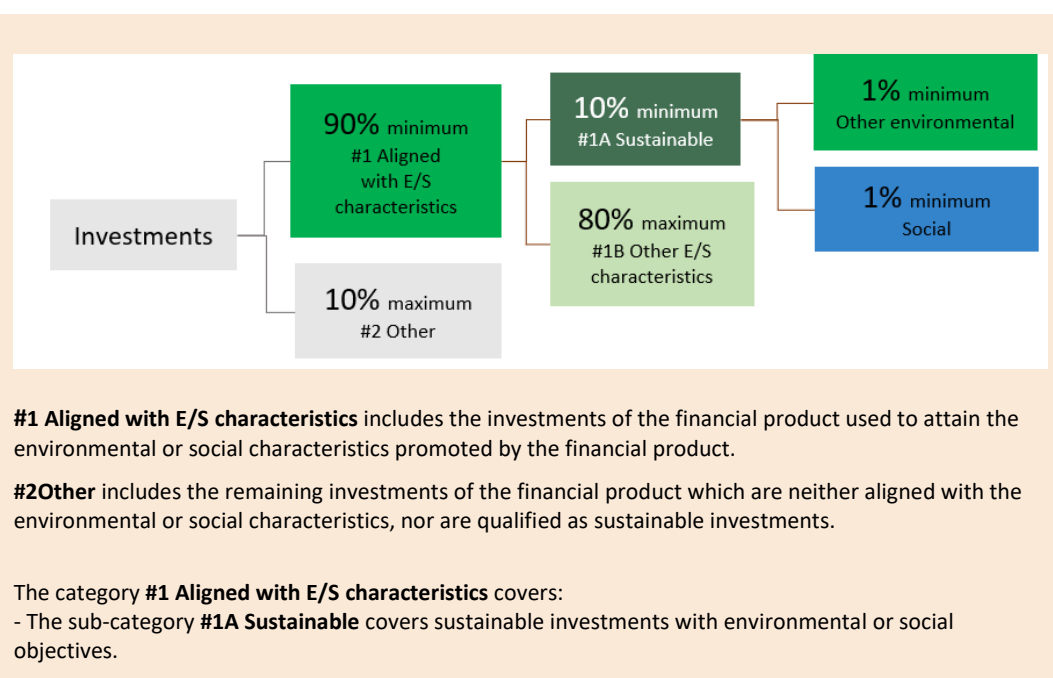 Investments
90% minimum
#1 Aligned
with E/S
characteristics
10% maximum
#2 Other
10% minimum
#1A Sustainable
80% maximum
#1B Other E/S
characteristics
1% minimum
Other environmental
1% minimum
Social
#1 Aligned with E/S characteristics includes the investments of the financial product used to attain the
environmental or social characteristics promoted by the financial product.
#2Other includes the remaining investments of the financial product which are neither aligned with the
environmental or social characteristics, nor are qualified as sustainable investments.
The category #1 Aligned with E/S characteristics covers:
- The sub-category #1A Sustainable covers sustainable investments with environmental or social
objectives.